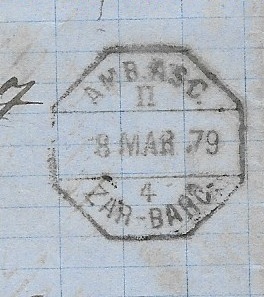 AMB. ASC.
II
8 MAR 79
4
ZAR-BARC.